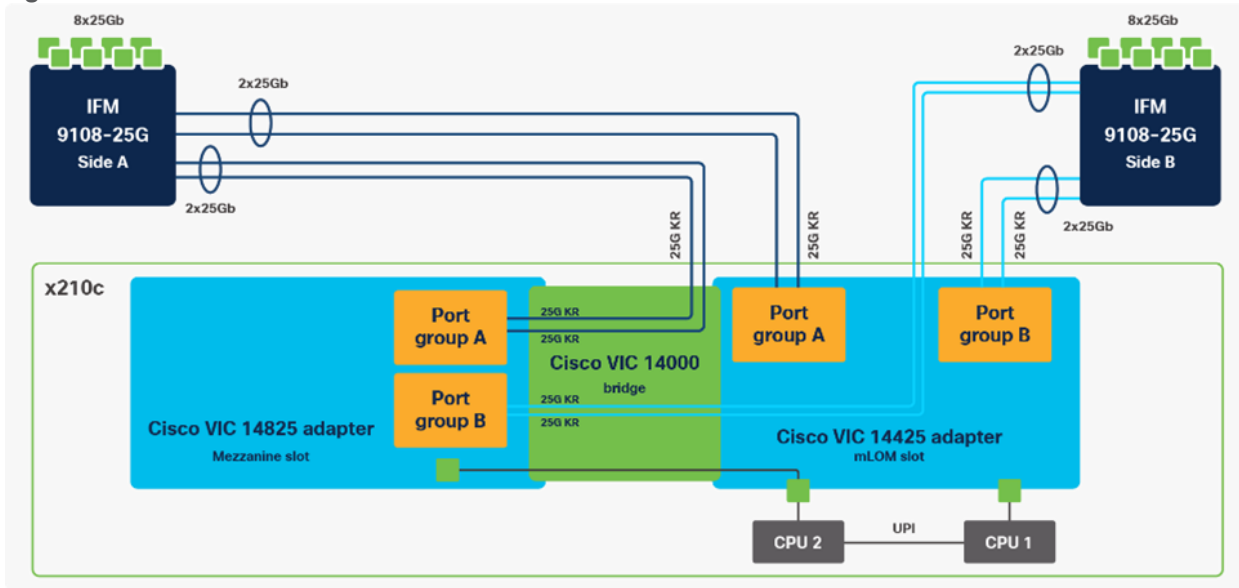 8x25Gb
8x25Gb
2x25Gb
2x25Gb
IFM
9108-25G
Side A
IFM
9108-25G
Side B
2x25Gb
2x25Gb
25G KR
25G KR
25G KR
25G KR
x210c
Port
group A
25G KR
25G KR
Port
group A
Port
group B
Cisco VIC 14000
bridge
Port
group B
25G KR
25G KR
Cisco VIC 14825 adapter
Mezzanine slot
Cisco VIC 14425 adapter
mLOM slot
CPU 2
UPI
CPU 1